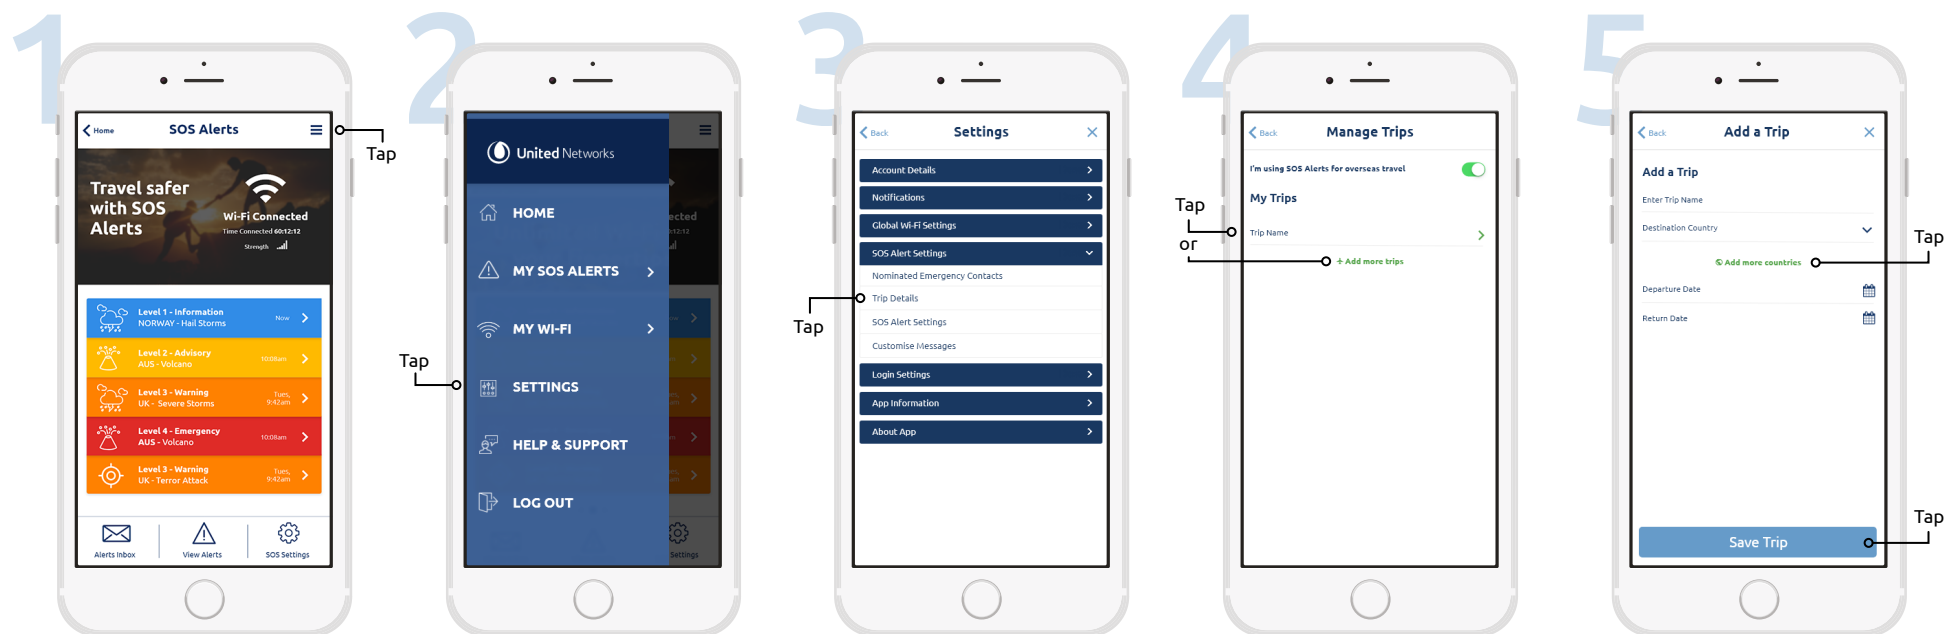 1
Home
SOS Alerts
Tap
Travel safer
with SOS
Alerts
Wi-Fi Connected
Time Connected 60:12:12
Strength
Level 1 - Information
NORWAY - Hail Storms
Now
Level 2 - Advisory
AUS - Volcano
10:08am
Level 3 - Warning
UK - Severe Storms
Tues,
9:42am
Level 4 - Emergency
AUS - Volcano
10:08am
Level 3 - Warning
UK - Terror Attack
Tues,
9:42am
Alerts Inbox
View Alerts
SOS Settings
2
United Networks
HOME
MY SOS ALERTS
MY WI-FI
Tap
SETTINGS
HELP & SUPPORT
LOG OUT
ected
12:12
Settings
3
Back
Settings
Account Details
Notifications
Global Wi-Fi Settings
SOS Alert Settings
Nominated Emergency Contacts
Tap
Trip Details
SOS Alert Settings
Customise Messages
Login Settings
App Information
About App
4
Back
Manage Trips
I'm using SOS Alerts for overseas travel
My Trips
Tap
or
Trip Name
+ Add more trips
5
Back
Add a Trip
Add a Trip
Enter Trip Name
Destination Country
Tap
Add more countries
Departure Date
Return Date
Tap
Save Trip